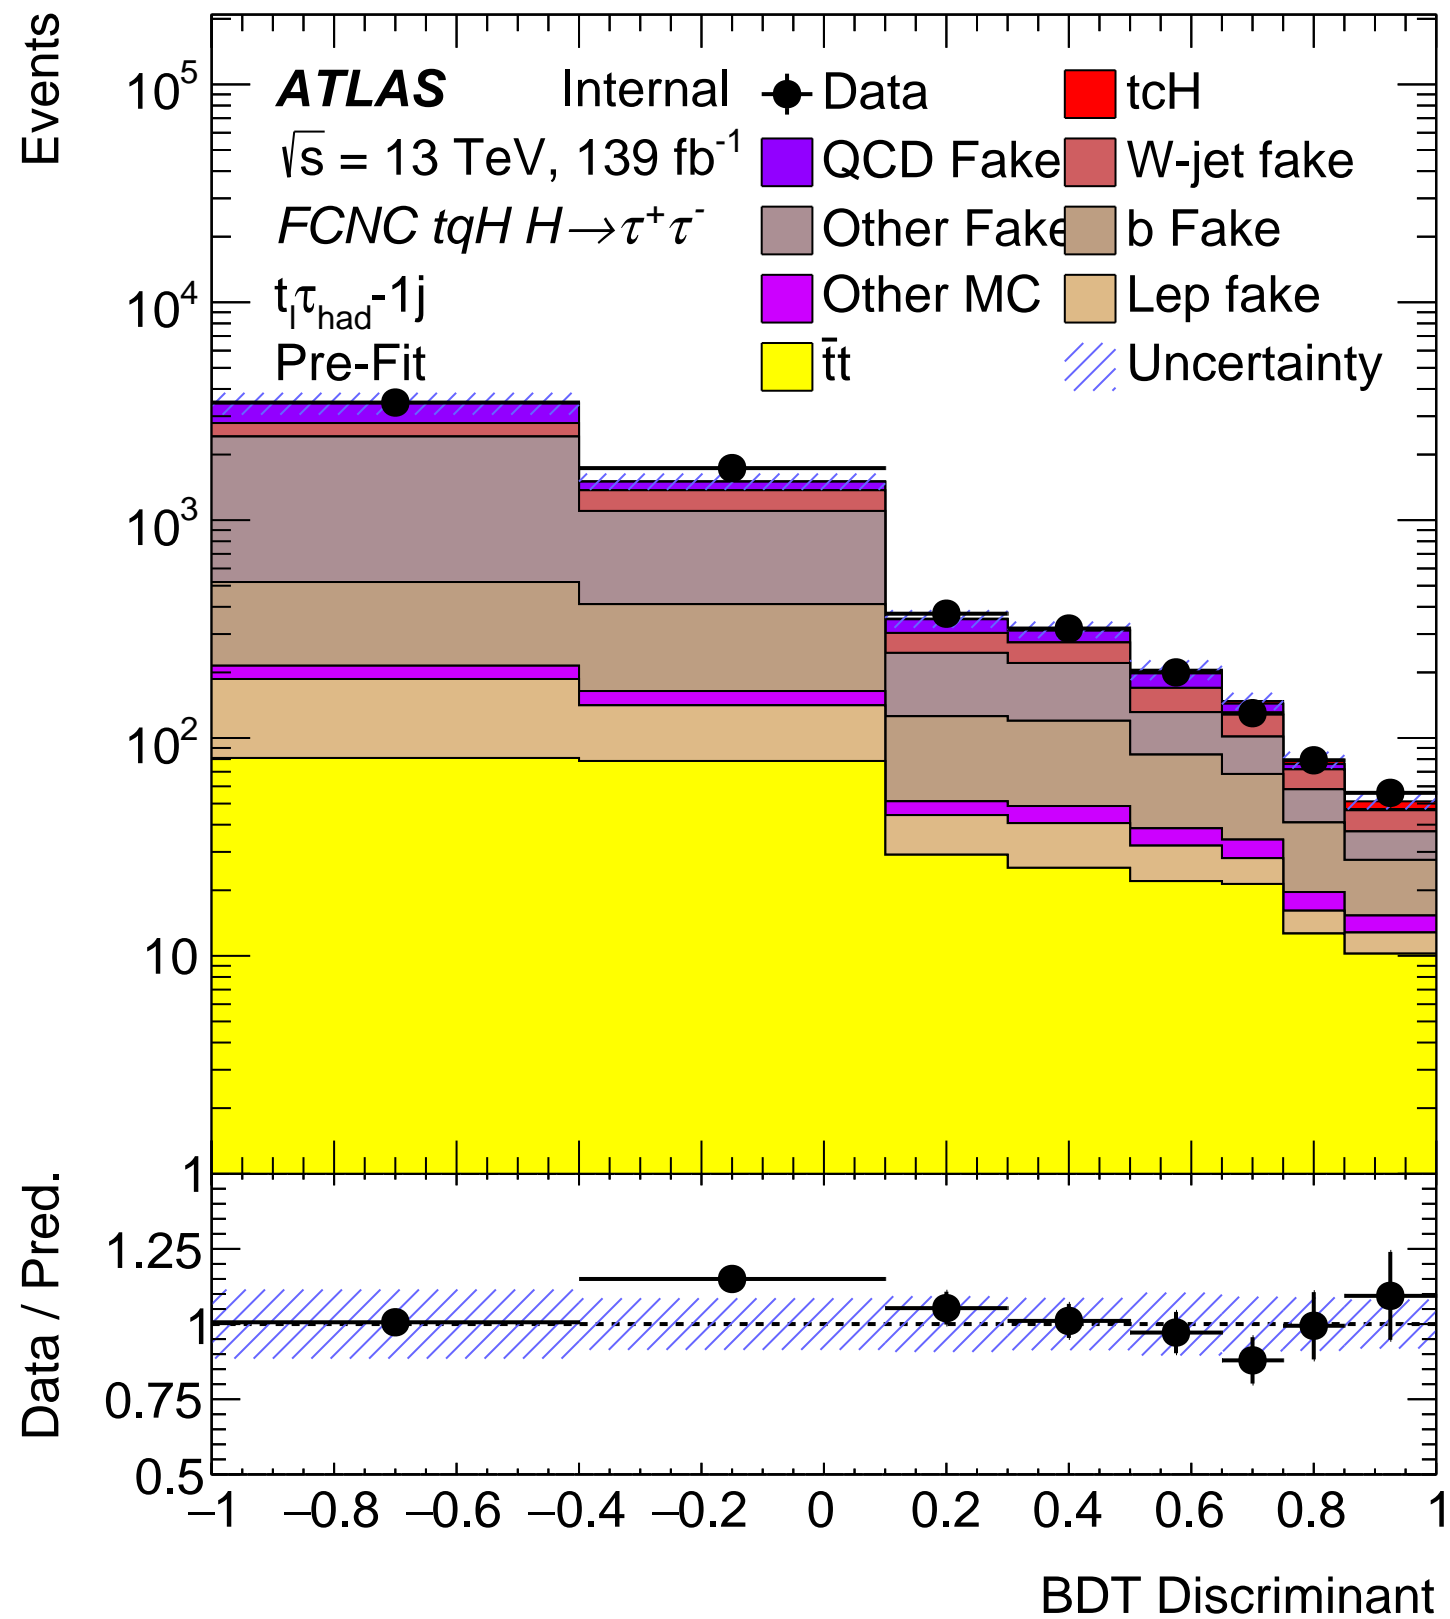 Events
10⁵
10⁴
10³
10²
10
1
ATLAS Internal
√s = 13 TeV, 139 fb⁻¹
FCNC tqH H→τ⁺τ⁻
tₗτ_had-1j
Pre-Fit
Data
tcH
QCD Fake
W-jet fake
Other Fake
b Fake
Other MC
Lep fake
t̄t
Uncertainty
Data / Pred.
1.25
1
0.75
0.5
−1 −0.8 −0.6 −0.4 −0.2 0 0.2 0.4 0.6 0.8 1
BDT Discriminant